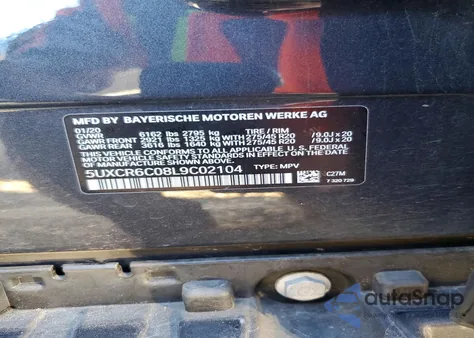 MFD BY BAYERISCHE MOTOREN WERKE AG
01/20
GVWR 6162 lbs 2795 kg TIRE / RIM
GAWR FRONT 2921 lbs 1325 kg WITH 275/45 R20 /9.0J x 20
GAWR REAR 3616 lbs 1640 kg WITH 275/45 R20 /9.0J x 20
THIS VEHICLE CONFORMS TO ALL APPLICABLE U. S. FEDERAL
MOTOR VEHICLE SAFETY STANDARDS IN EFFECT ON THE DATE
OF MANUFACTURE SHOWN ABOVE.
5UXCR6C08L9C02104 TYPE: MPV
C27M
7 320 729
autoSnap